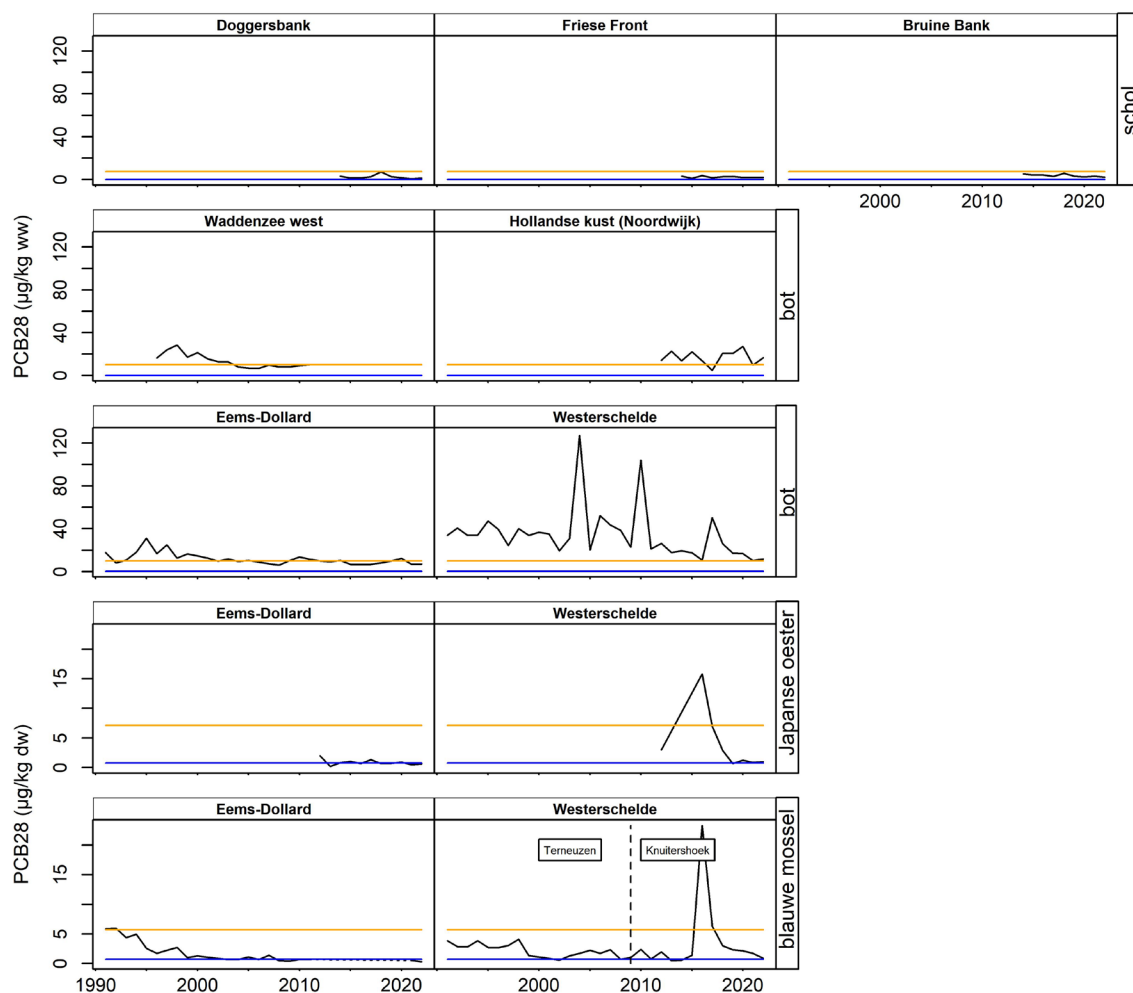 Doggersbank Friese Front Bruine Bank
120
80
40
0
schol
2000 2010 2020
Waddenzee west Hollandse kust (Noordwijk)
120
80
40
0
bot
PCB28 (µg/kg ww)
Eems-Dollard Westerschelde
120
80
40
0
bot
Eems-Dollard Westerschelde
15
5
0
Japanse oester
PCB28 (µg/kg dw)
Eems-Dollard Westerschelde
Terneuzen Knuitershoek
15
5
0
blauwe mossel
1990 2000 2010 2020 2000 2010 2020